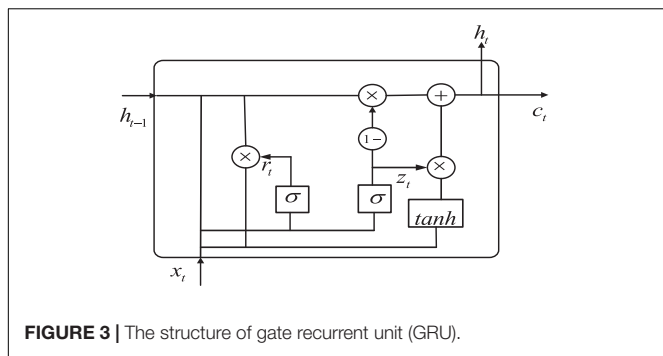 h_t
×
+
h_{t-1}
c_t
1-
×
r_t
z_t
×
σ
σ
tanh
x_t
FIGURE 3 | The structure of gate recurrent unit (GRU).